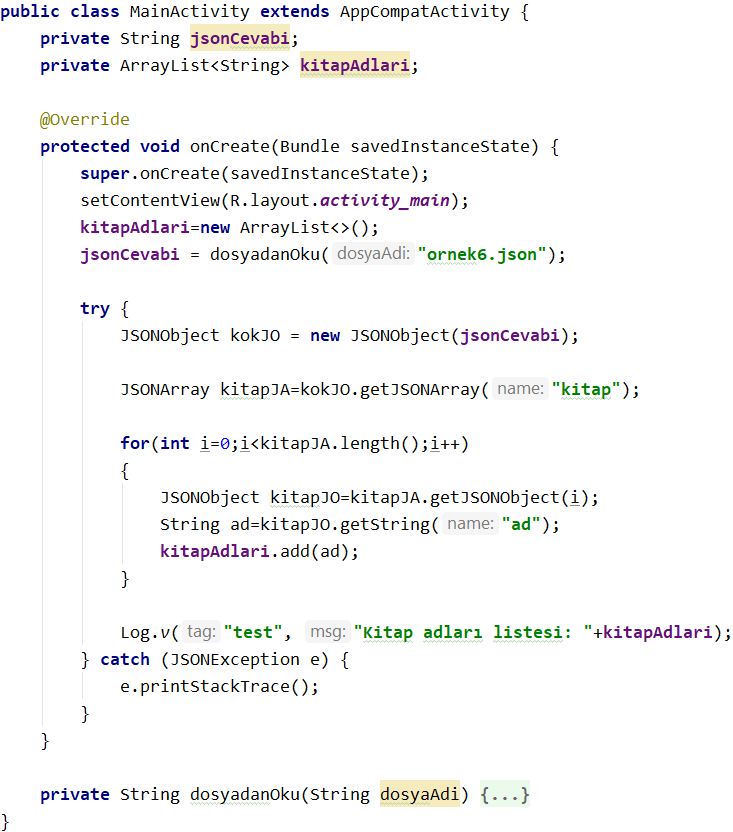 public class MainActivity extends AppCompatActivity {
    private String jsonCevabi;
    private ArrayList<String> kitapAdlari;

    @Override
    protected void onCreate(Bundle savedInstanceState) {
        super.onCreate(savedInstanceState);
        setContentView(R.layout.activity_main);
        kitapAdlari=new ArrayList<>();
        jsonCevabi = dosyadanOku( dosyaAdi: "ornek6.json");

        try {
            JSONObject kokJO = new JSONObject(jsonCevabi);

            JSONArray kitapJA=kokJO.getJSONArray( name: "kitap");

            for(int i=0;i<kitapJA.length();i++)
            {
                JSONObject kitapJO=kitapJA.getJSONObject(i);
                String ad=kitapJO.getString( name: "ad");
                kitapAdlari.add(ad);
            }

            Log.v( tag: "test", msg: "Kitap adları listesi: "+kitapAdlari);
        } catch (JSONException e) {
            e.printStackTrace();
        }
    }

    private String dosyadanOku(String dosyaAdi) {...}
}